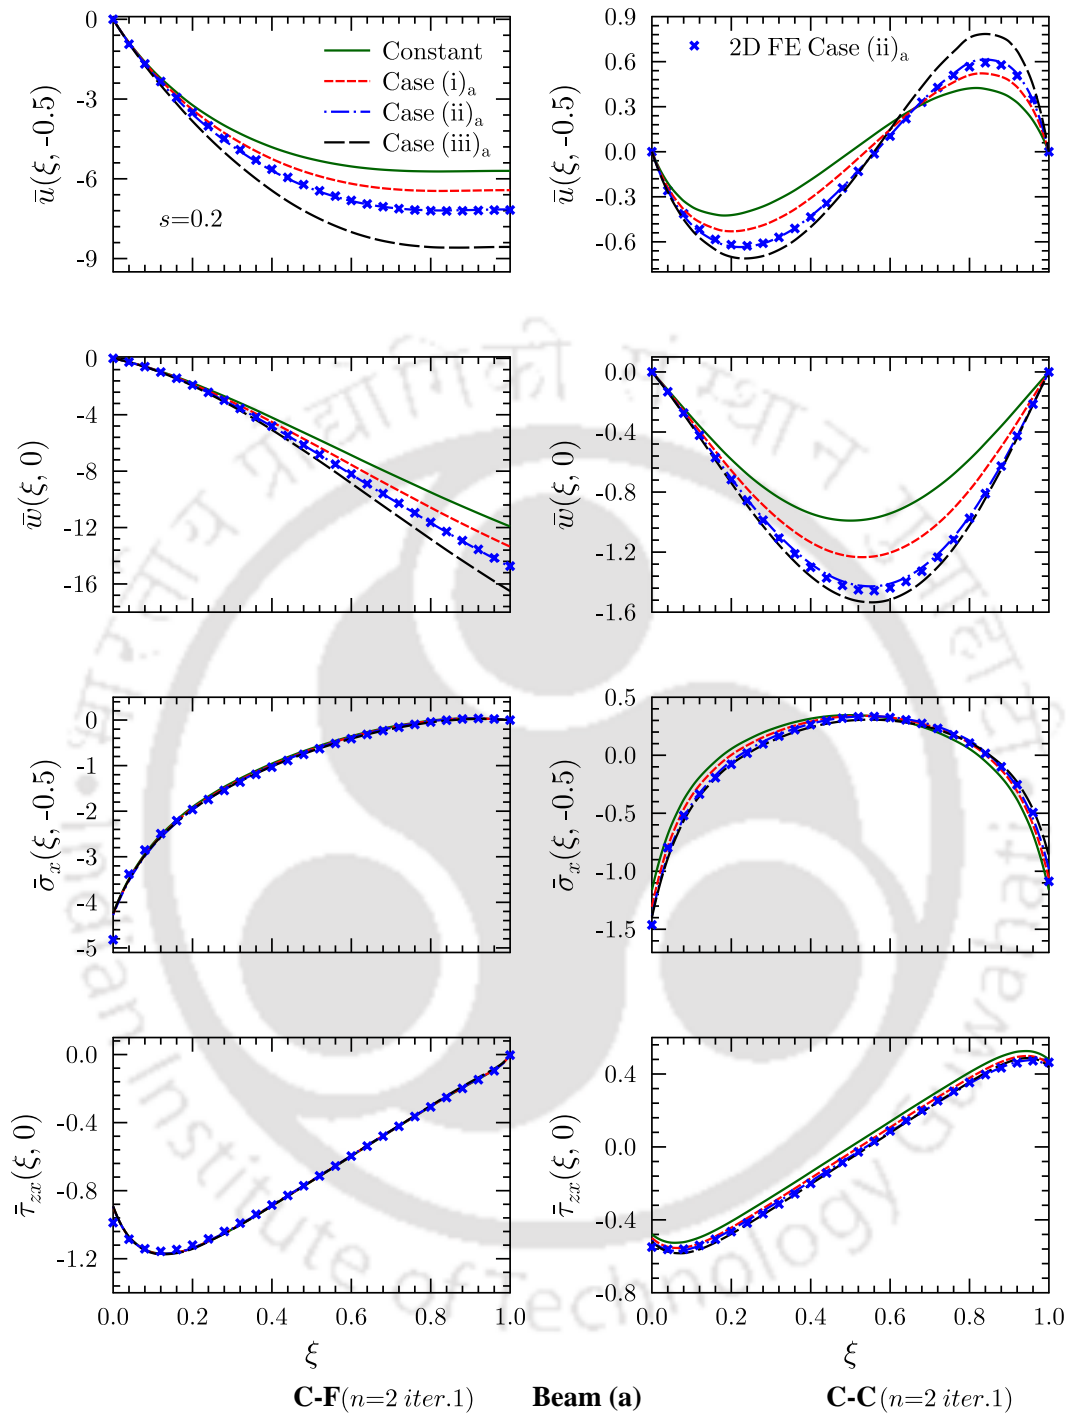 0
-3
-6
-9
ū(ξ, -0.5)
Constant
Case (i)ₐ
Case (ii)ₐ
Case (iii)ₐ
s=0.2
0.9
0.6
0.3
0.0
-0.3
-0.6
ū(ξ, -0.5)
2D FE Case (ii)ₐ
0
-4
-8
-12
-16
w̄(ξ, 0)
0.0
-0.4
-0.8
-1.2
-1.6
w̄(ξ, 0)
0
-1
-2
-3
-4
-5
σ̄ₓ(ξ, -0.5)
0.5
0.0
-0.5
-1.0
-1.5
σ̄ₓ(ξ, -0.5)
0.0
-0.4
-0.8
-1.2
τ̄zx(ξ, 0)
0.4
0.0
-0.4
-0.8
τ̄zx(ξ, 0)
0.0 0.2 0.4 0.6 0.8 1.0
0.0 0.2 0.4 0.6 0.8 1.0
ξ
ξ
C-F(n=2 iter.1) Beam (a) C-C(n=2 iter.1)
Indian Institute of Technology Guwahati